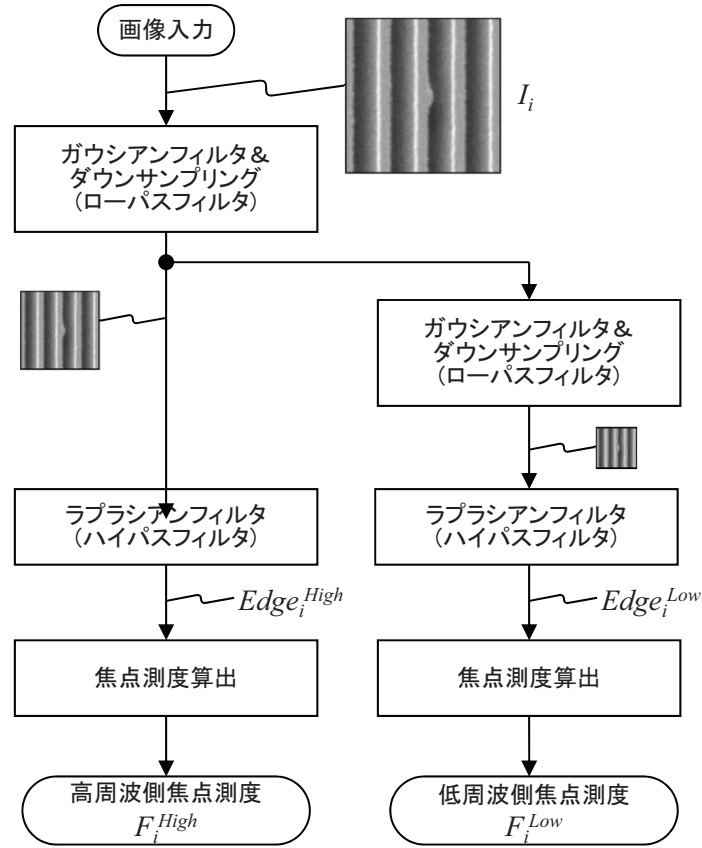 画像入力
I_i
ガウシアンフィルタ&
ダウンサンプリング
(ローパスフィルタ)
ガウシアンフィルタ&
ダウンサンプリング
(ローパスフィルタ)
ラプラシアンフィルタ
(ハイパスフィルタ)
ラプラシアンフィルタ
(ハイパスフィルタ)
Edge_i^High
Edge_i^Low
焦点測度算出
焦点測度算出
高周波側焦点測度
F_i^High
低周波側焦点測度
F_i^Low